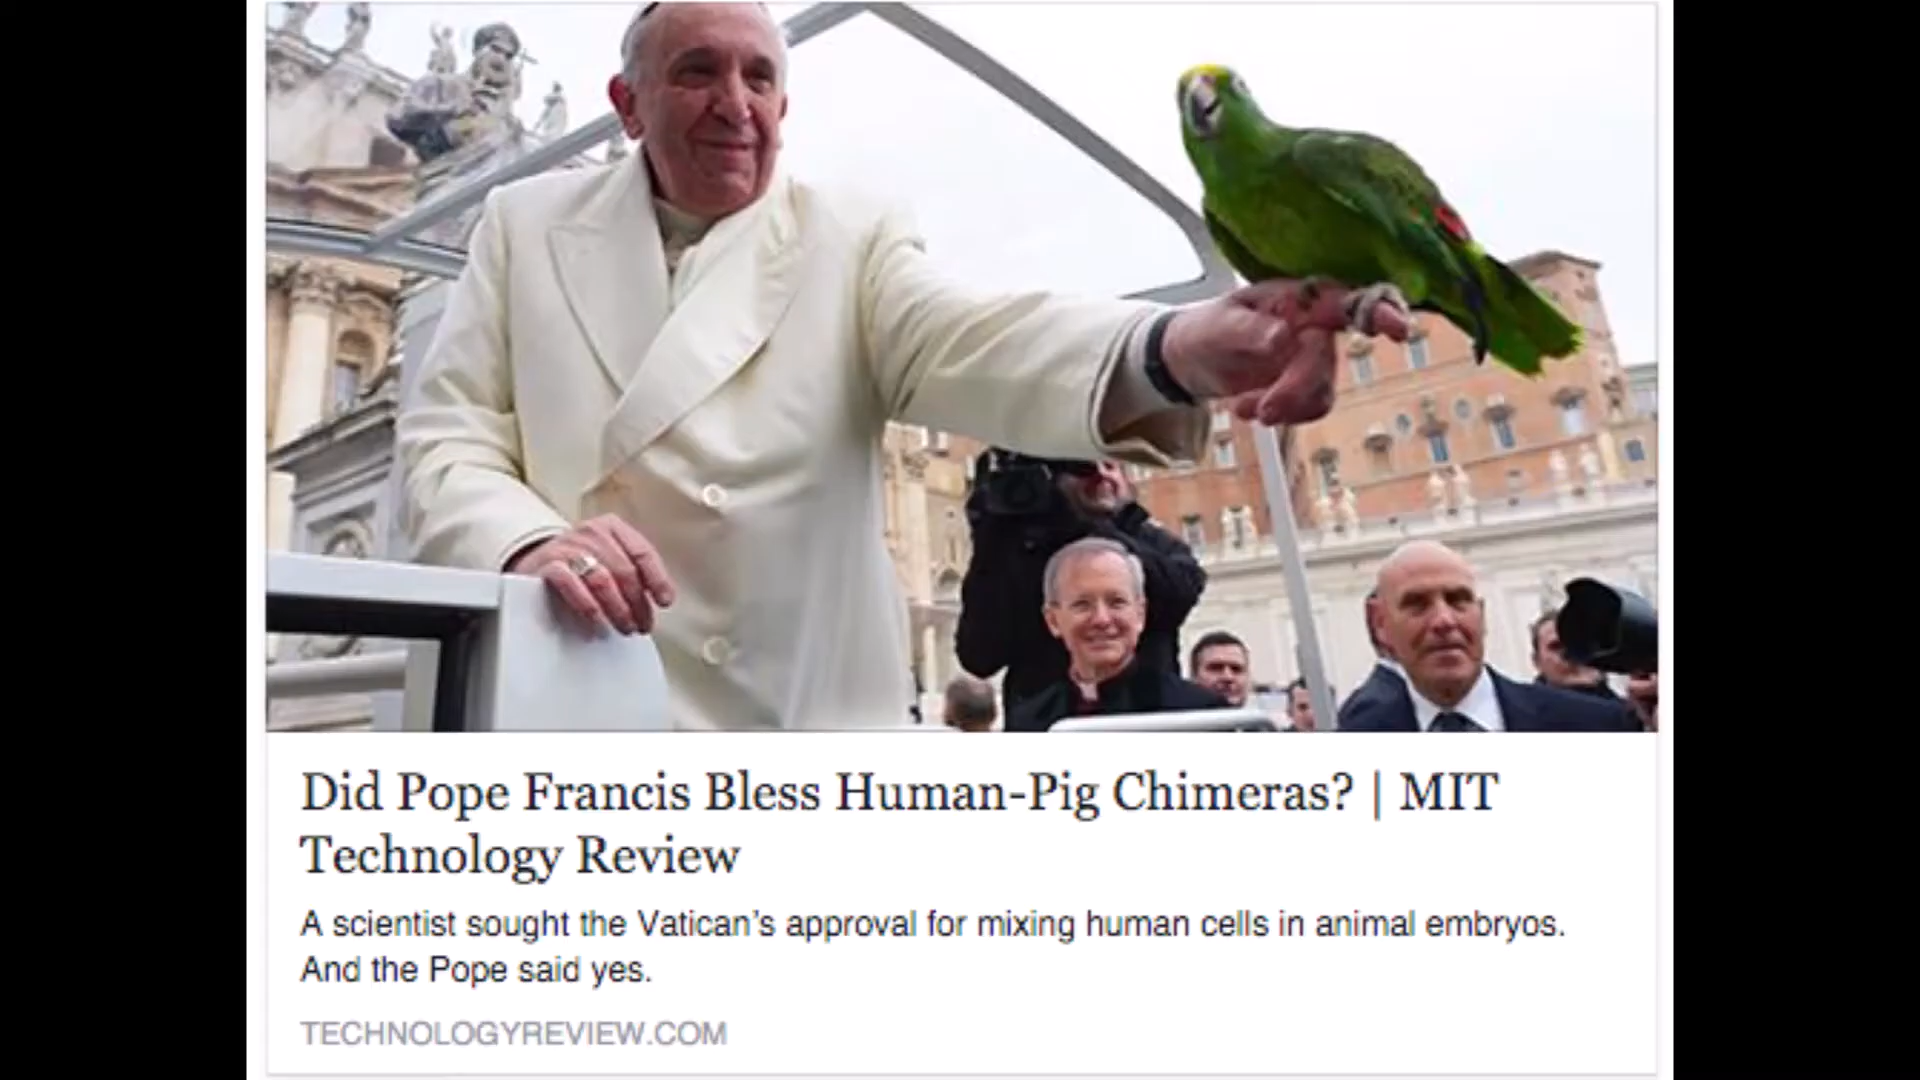 Did Pope Francis Bless Human-Pig Chimeras? | MIT
Technology Review
A scientist sought the Vatican's approval for mixing human cells in animal embryos.
And the Pope said yes.
TECHNOLOGYREVIEW.COM